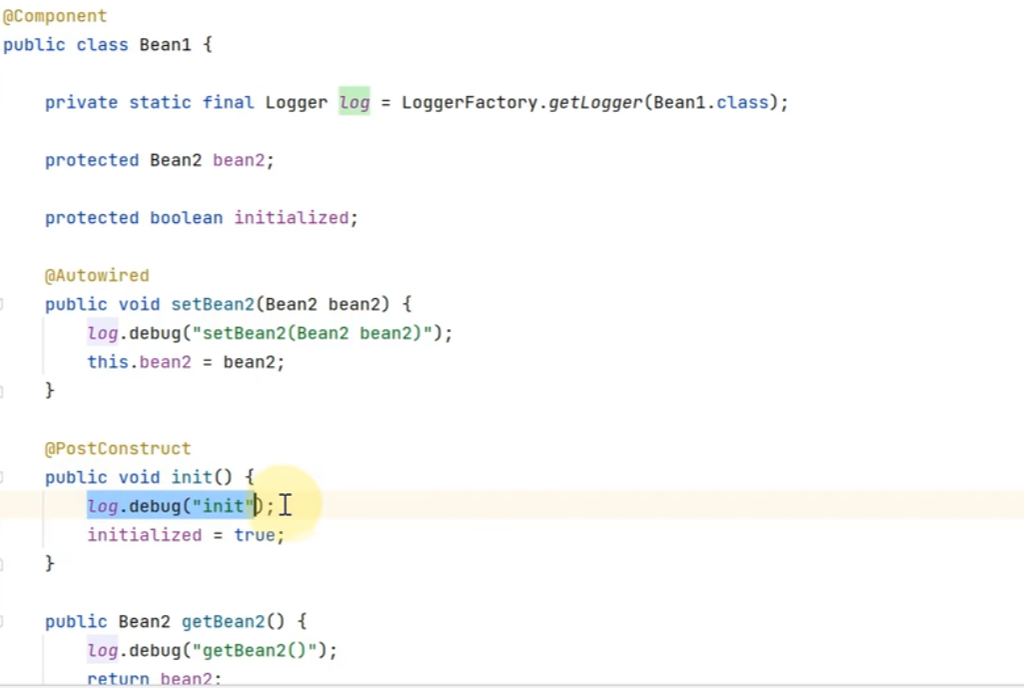 @Component
public class Bean1 {
private static final Logger log = LoggerFactory.getLogger(Bean1.class);
protected Bean2 bean2;
protected boolean initialized;
@Autowired
public void setBean2(Bean2 bean2) {
log.debug("setBean2(Bean2 bean2)");
this.bean2 = bean2;
}
@PostConstruct
public void init() {
log.debug("init");
initialized = true;
}
public Bean2 getBean2() {
log.debug("getBean2()");
return bean2;